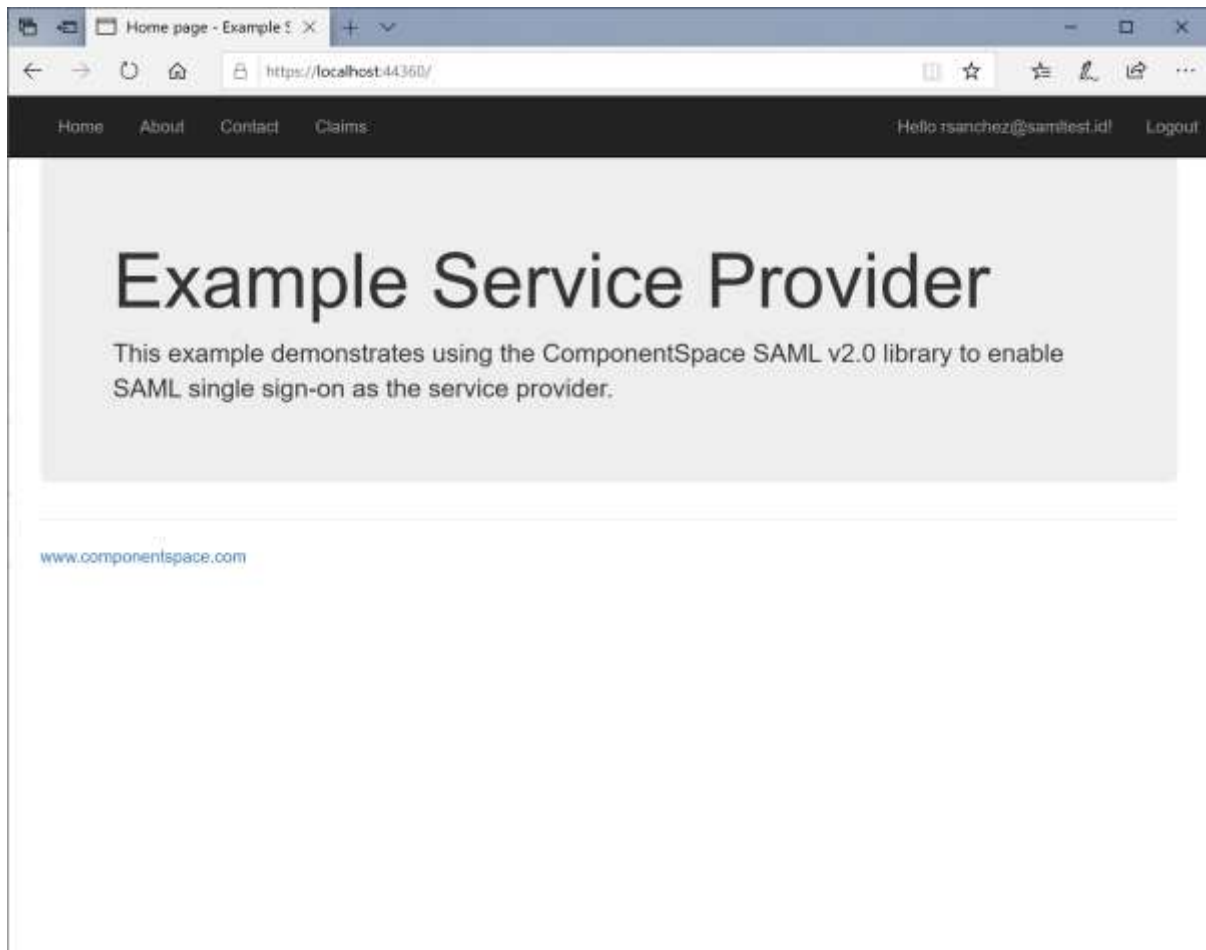 Home page - Example S
https://localhost:44360/
Home About Contact Claims Hello rsanchez@samltest.id! Logout
Example Service Provider
This example demonstrates using the ComponentSpace SAML v2.0 library to enable
SAML single sign-on as the service provider.
www.componentspace.com